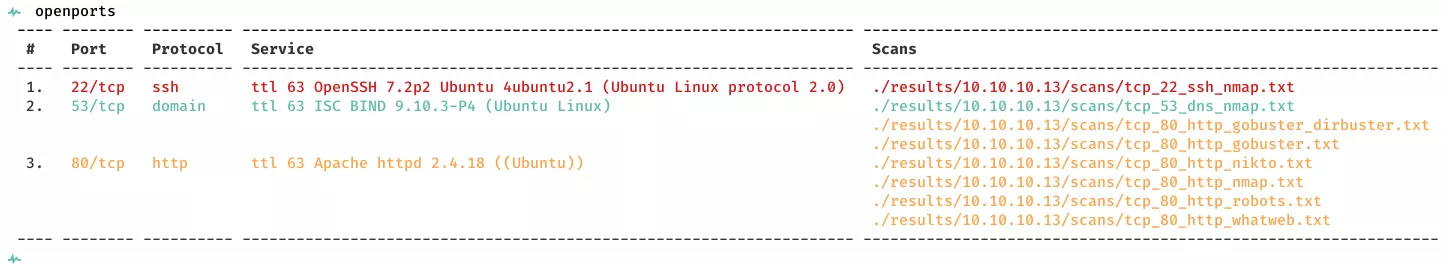 openports
---- -------- ---------- -------------------------------------------------------------------- ----------------------------------------------------------------
# Port Protocol Service Scans
---- -------- ---------- -------------------------------------------------------------------- ----------------------------------------------------------------
1. 22/tcp ssh ttl 63 OpenSSH 7.2p2 Ubuntu 4ubuntu2.1 (Ubuntu Linux protocol 2.0) ./results/10.10.10.13/scans/tcp_22_ssh_nmap.txt
2. 53/tcp domain ttl 63 ISC BIND 9.10.3-P4 (Ubuntu Linux) ./results/10.10.10.13/scans/tcp_53_dns_nmap.txt
./results/10.10.10.13/scans/tcp_80_http_gobuster_dirbuster.txt
./results/10.10.10.13/scans/tcp_80_http_gobuster.txt
3. 80/tcp http ttl 63 Apache httpd 2.4.18 ((Ubuntu)) ./results/10.10.10.13/scans/tcp_80_http_nikto.txt
./results/10.10.10.13/scans/tcp_80_http_nmap.txt
./results/10.10.10.13/scans/tcp_80_http_robots.txt
./results/10.10.10.13/scans/tcp_80_http_whatweb.txt
---- -------- ---------- -------------------------------------------------------------------- ----------------------------------------------------------------